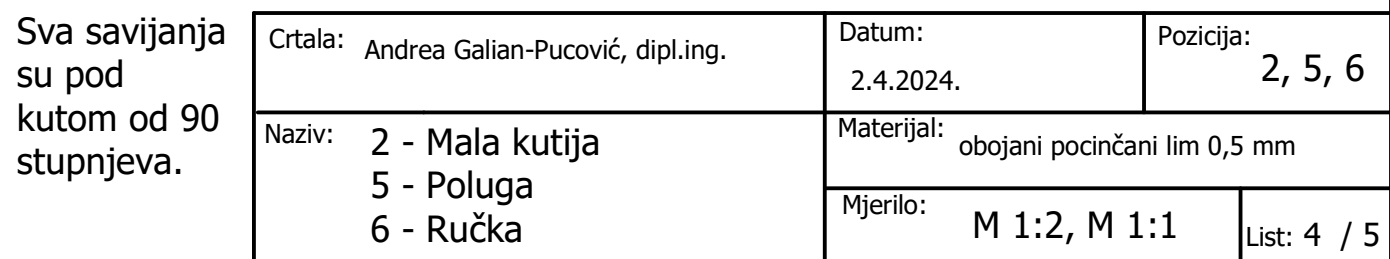 Sva savijanja
su pod
kutom od 90
stupnjeva.
Crtala: Andrea Galian-Pucović, dipl.ing.
Datum:
2.4.2024.
Pozicija:
2, 5, 6
Naziv: 2 - Mala kutija
5 - Poluga
6 - Ručka
Materijal: obojani pocinčani lim 0,5 mm
Mjerilo: M 1:2, M 1:1
List: 4 / 5